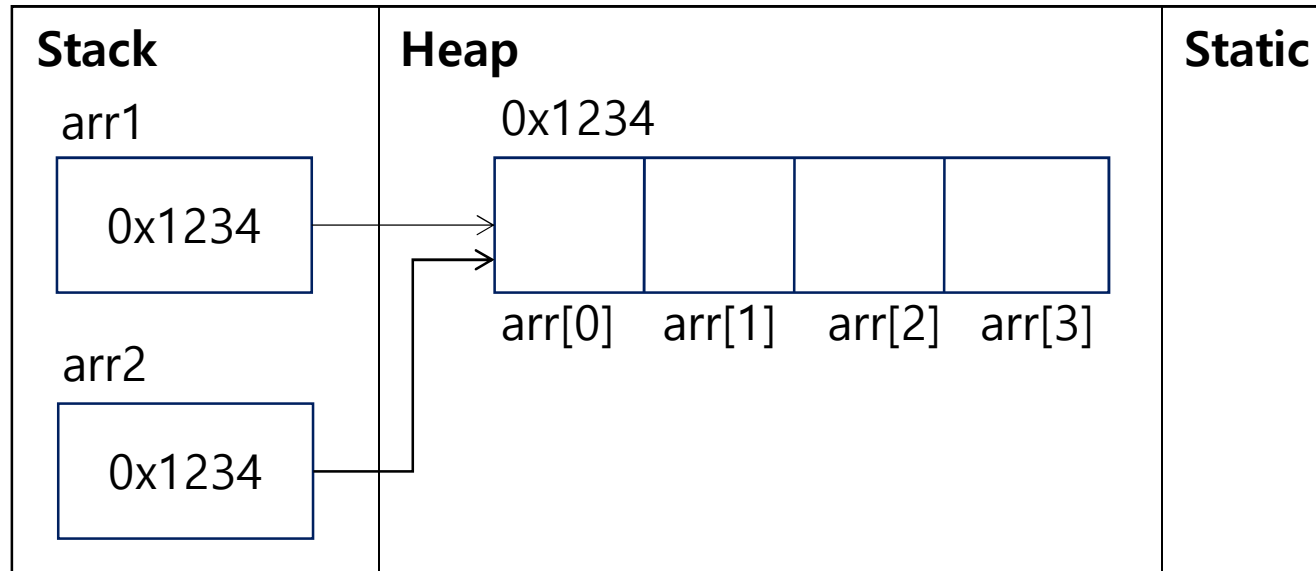 Stack
Heap
Static
arr1
0x1234
0x1234
arr[0] arr[1] arr[2] arr[3]
arr2
0x1234